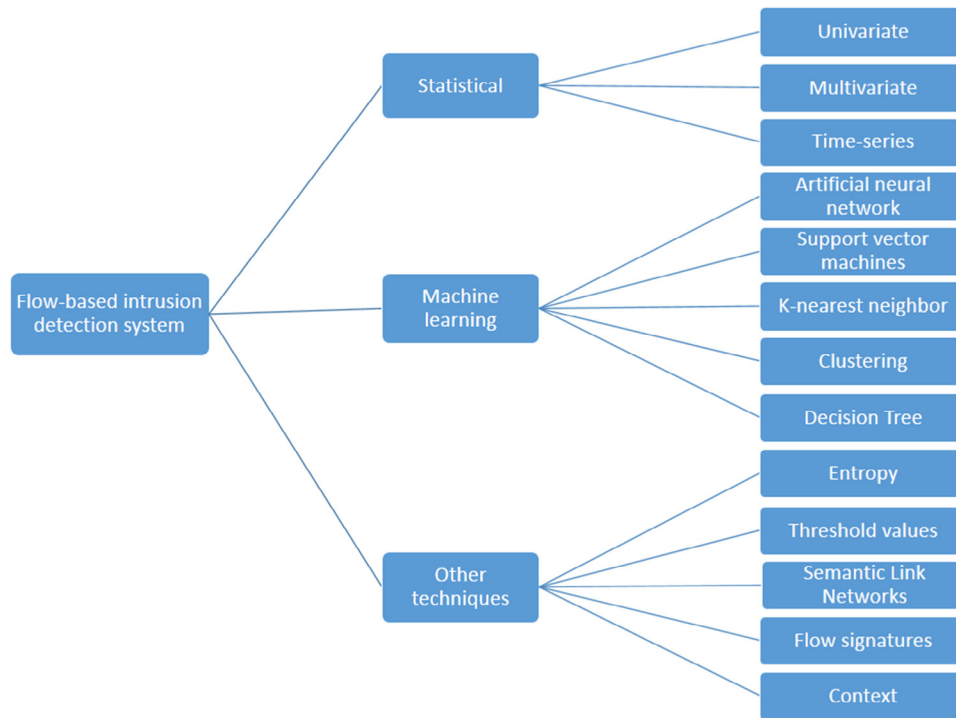 Flow-based intrusion
detection system
Statistical
Univariate
Multivariate
Time-series
Machine
learning
Artificial neural
network
Support vector
machines
K-nearest neighbor
Clustering
Decision Tree
Other
techniques
Entropy
Threshold values
Semantic Link
Networks
Flow signatures
Context